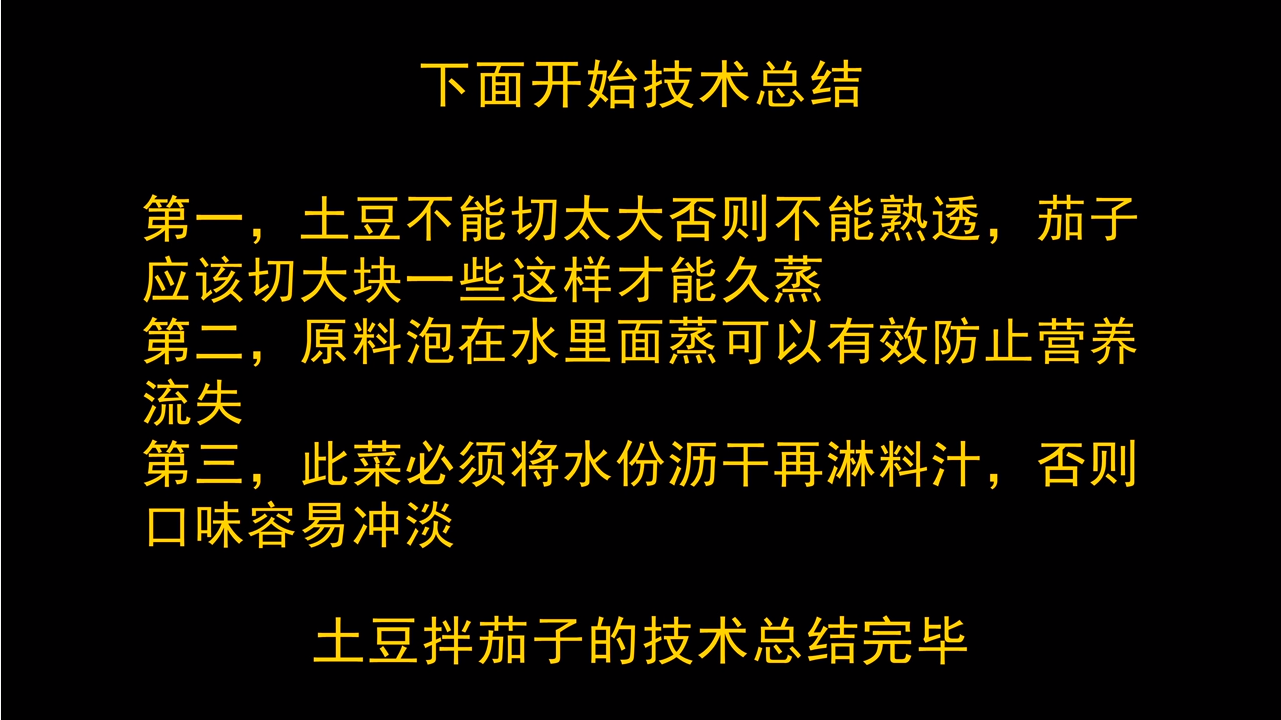 下面开始技术总结
第一，土豆不能切太大否则不能熟透，茄子
应该切大块一些这样才能久蒸
第二，原料泡在水里面蒸可以有效防止营养
流失
第三，此菜必须将水份沥干再淋料汁，否则
口味容易冲淡
土豆拌茄子的技术总结完毕